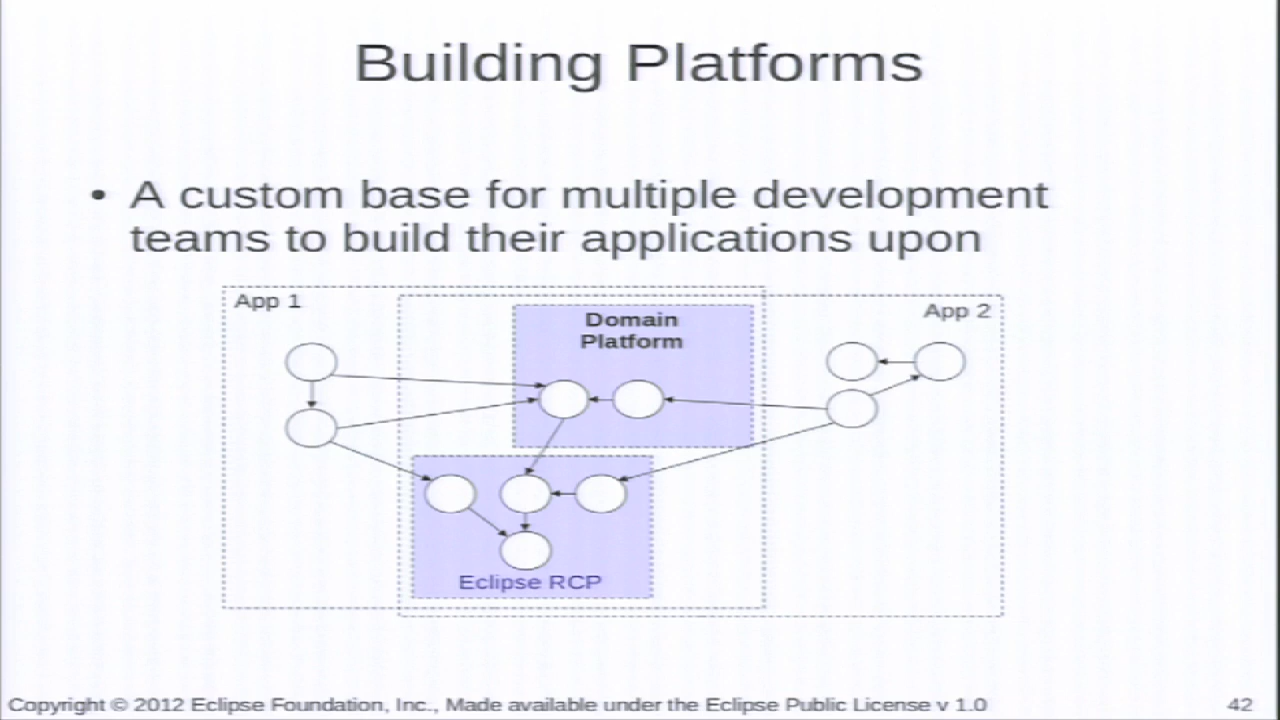 Building Platforms
• A custom base for multiple development
teams to build their applications upon
App 1
App 2
Domain
Platform
Eclipse RCP
Copyright © 2012 Eclipse Foundation, Inc., Made available under the Eclipse Public License v 1.0
42